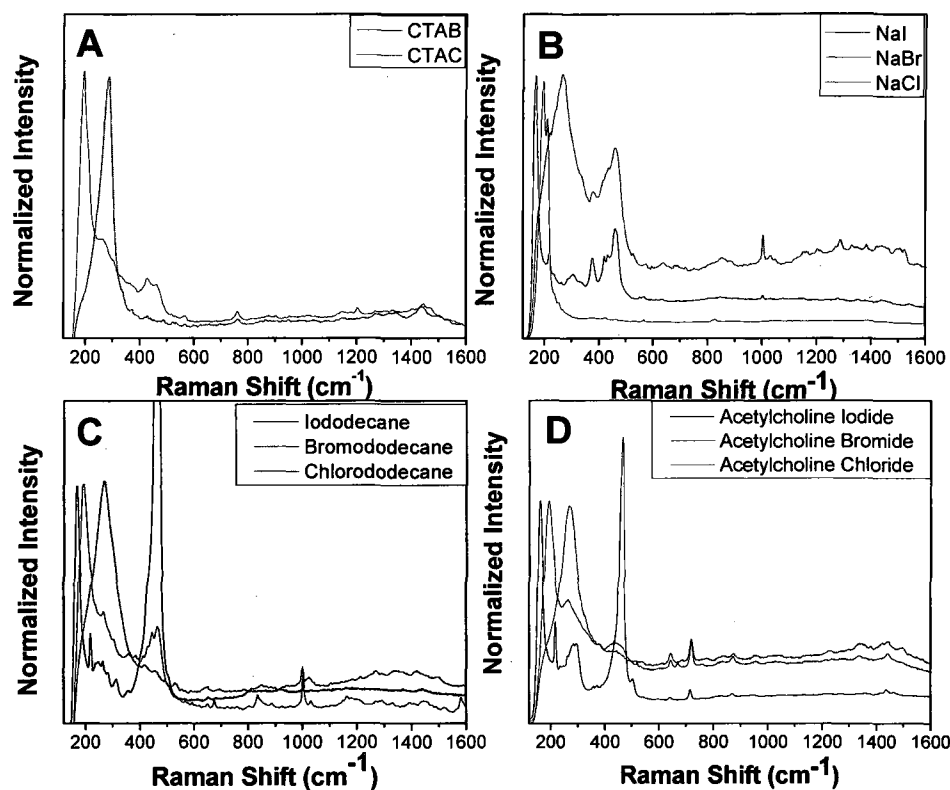 A
CTAB
CTAC
Normalized Intensity
200 400 600 800 1000 1200 1400 1600
Raman Shift (cm-1)
B
NaI
NaBr
NaCl
Normalized Intensity
200 400 600 800 1000 1200 1400 1600
Raman Shift (cm-1)
C
Iododecane
Bromododecane
Chlorododecane
Normalized Intensity
200 400 600 800 1000 1200 1400 1600
Raman Shift (cm-1)
D
Acetylcholine Iodide
Acetylcholine Bromide
Acetylcholine Chloride
Normalized Intensity
200 400 600 800 1000 1200 1400 1600
Raman Shift (cm-1)